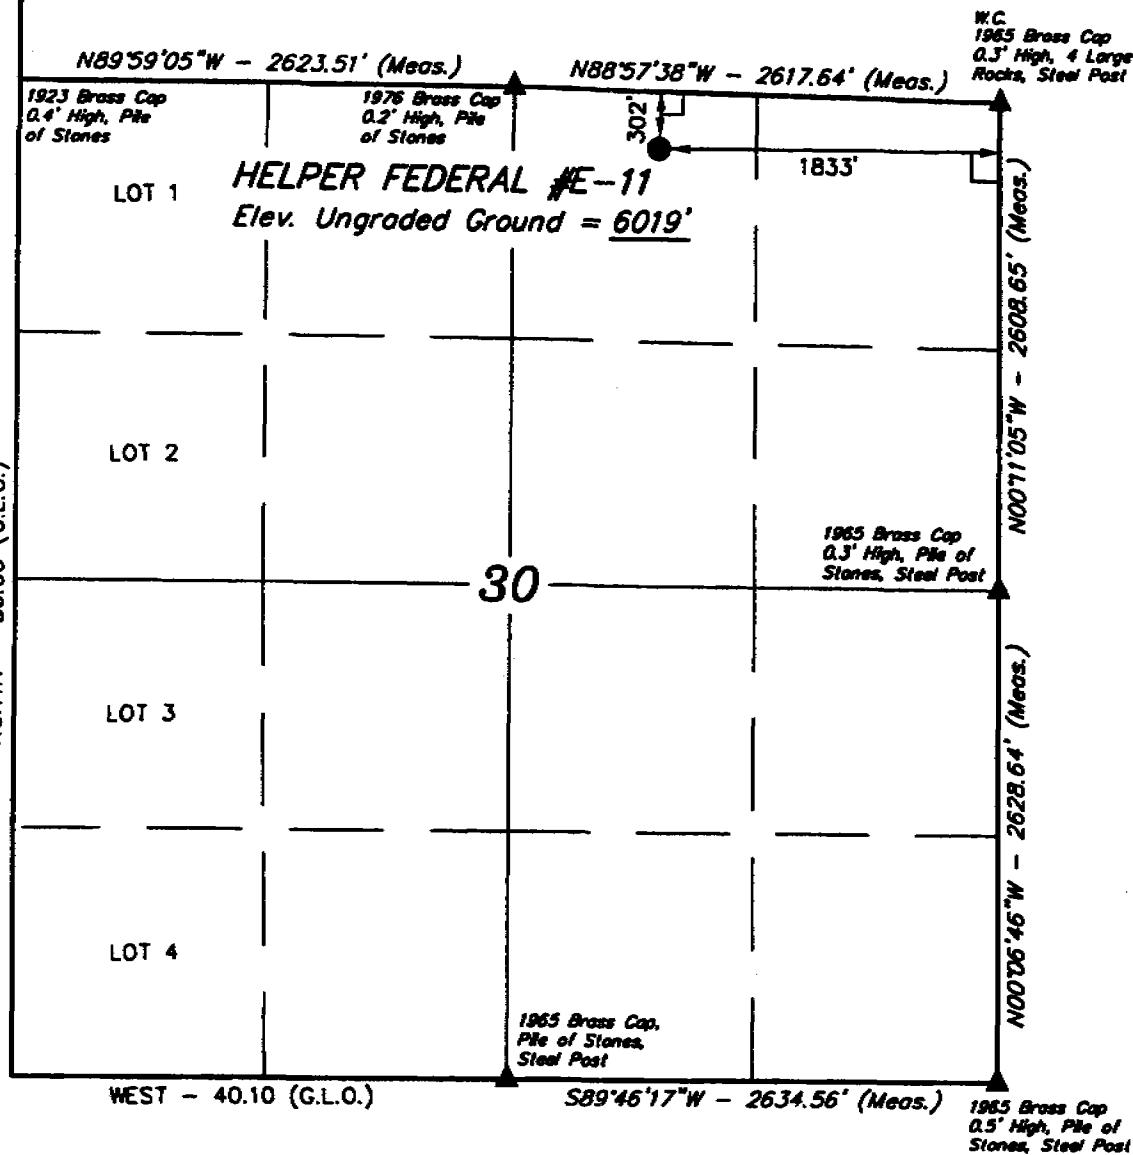 W.C.
1965 Brass Cap
0.3' High, 4 Large
Rocks, Steel Post
N89°59'05"W - 2623.51' (Meas.)
N88°57'38"W - 2617.64' (Meas.)
1923 Brass Cap
0.4' High, Pile
of Stones
1976 Brass Cap
0.2' High, Pile
of Stones
302'
1833'
LOT 1
HELPER FEDERAL #E-11
Elev. Ungraded Ground = 6019'
N00°11'05"W - 2608.65' (Meas.)
LOT 2
(G.L.O.)
1965 Brass Cap
0.3' High, Pile of
Stones, Steel Post
30
LOT 3
N00°06'46"W - 2628.64' (Meas.)
LOT 4
1965 Brass Cap,
Pile of Stones,
Steel Post
WEST - 40.10 (G.L.O.)
S89°46'17"W - 2634.56' (Meas.)
1965 Brass Cap
0.5' High, Pile of
Stones, Steel Post